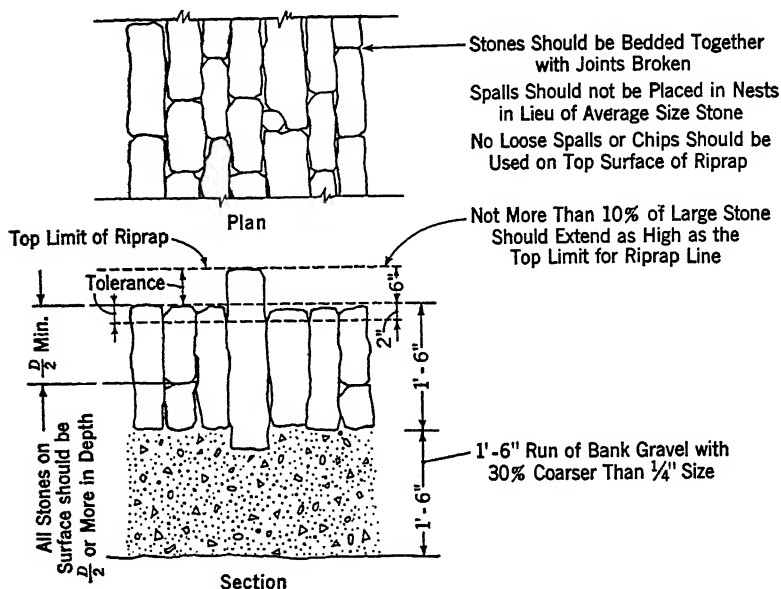 Stones Should be Bedded Together
with Joints Broken
Spalls Should not be Placed in Nests
in Lieu of Average Size Stone
No Loose Spalls or Chips Should be
Used on Top Surface of Riprap
Plan
Top Limit of Riprap
Not More Than 10% of Large Stone
Should Extend as High as the
Top Limit for Riprap Line
Tolerance
6"
2"
D/2 Min.
1'-6"
All Stones on
Surface should be
D/2 or More in Depth
1'-6" Run of Bank Gravel with
30% Coarser Than 1/4" Size
1'-6"
Section